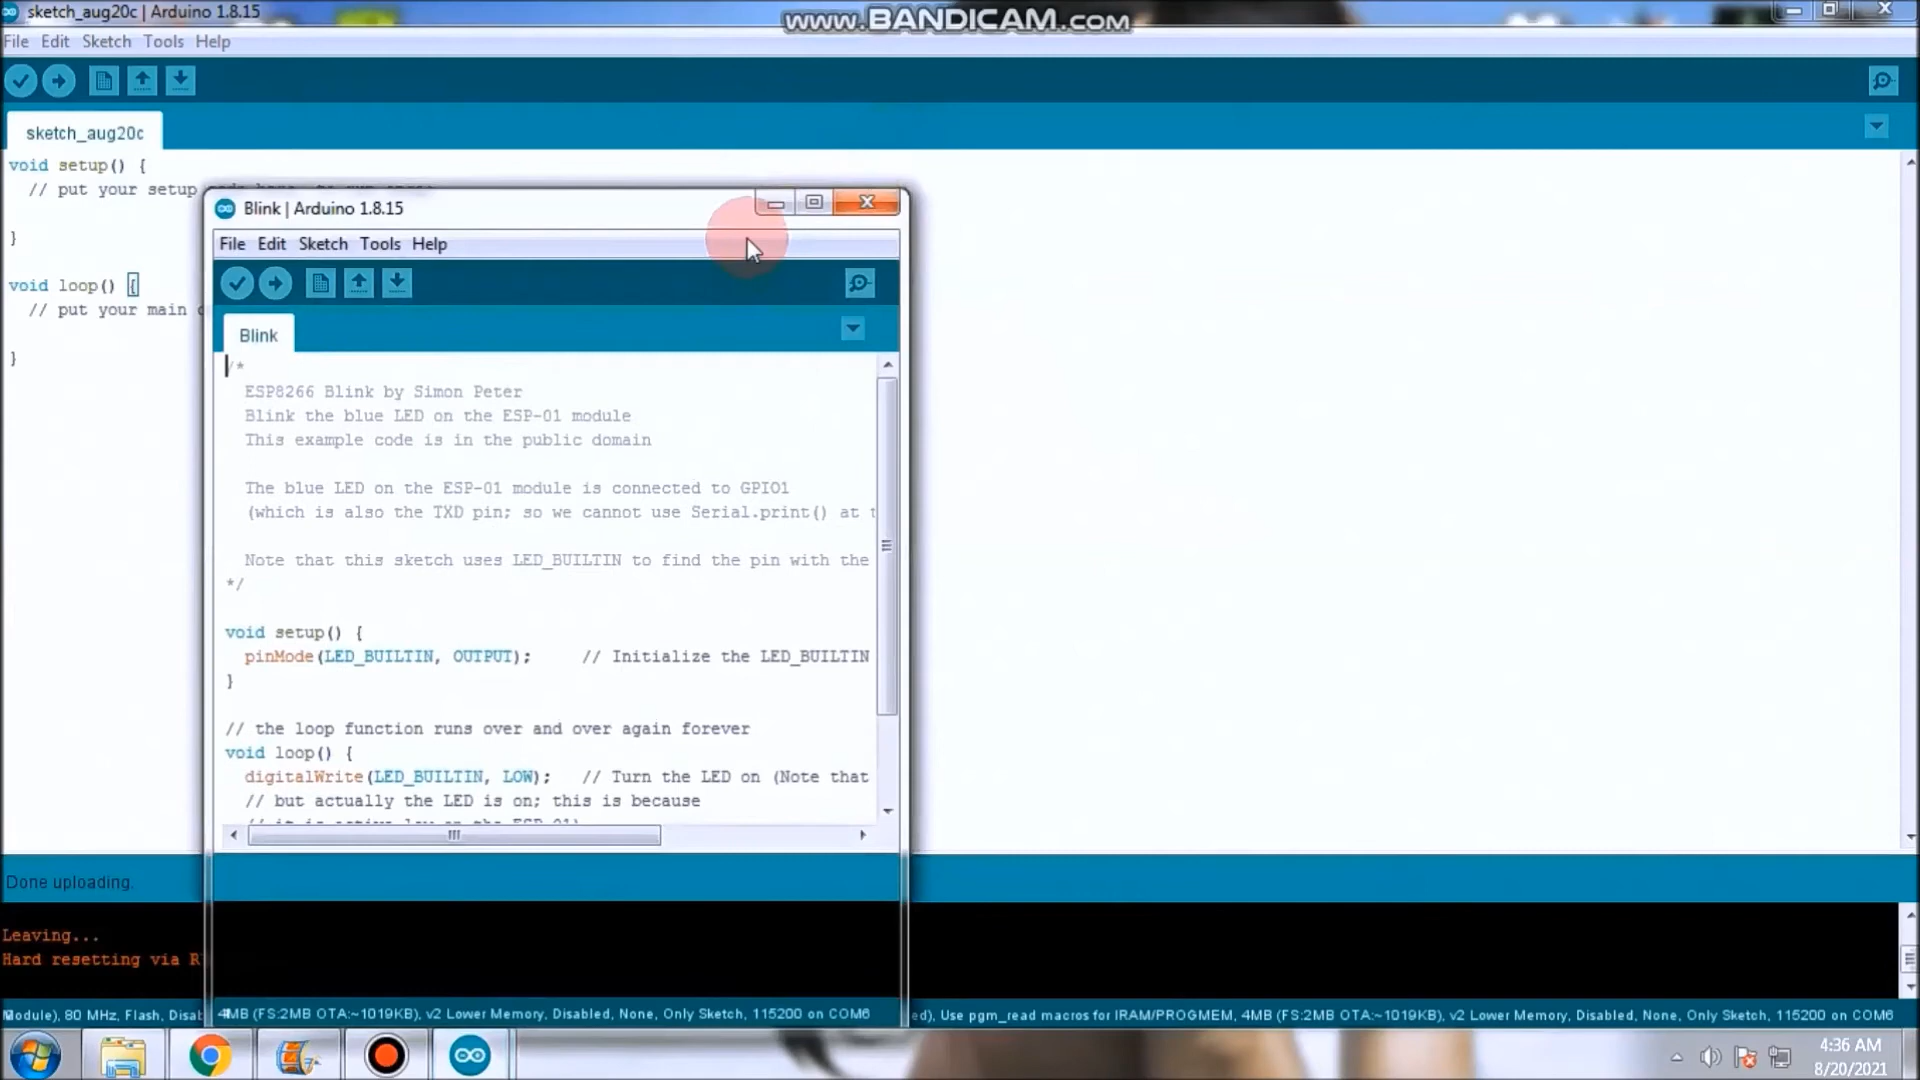 sketch_aug20c | Arduino 1.8.15
www.BANDICAM.com
File Edit Sketch Tools Help
sketch_aug20c
void setup() {
// put your setup
}
void loop() {
// put your main
}
Blink | Arduino 1.8.15
File Edit Sketch Tools Help
Blink
/*
ESP8266 Blink by Simon Peter
Blink the blue LED on the ESP-01 module
This example code is in the public domain
The blue LED on the ESP-01 module is connected to GPIO1
(which is also the TXD pin; so we cannot use Serial.print() at t
Note that this sketch uses LED_BUILTIN to find the pin with the
*/
void setup() {
pinMode(LED_BUILTIN, OUTPUT);     // Initialize the LED_BUILTIN
}
// the loop function runs over and over again forever
void loop() {
digitalWrite(LED_BUILTIN, LOW);   // Turn the LED on (Note that
// but actually the LED is on; this is because
Done uploading.
Leaving...
Hard resetting via R
Module), 80 MHz, Flash, Disab
4MB (FS:2MB OTA:~1019KB), v2 Lower Memory, Disabled, None, Only Sketch, 115200 on COM6
ed), Use pgm_read macros for IRAM/PROGMEM, 4MB (FS:2MB OTA:~1019KB), v2 Lower Memory, Disabled, None, Only Sketch, 115200 on COM6
4:36 AM
8/20/2021